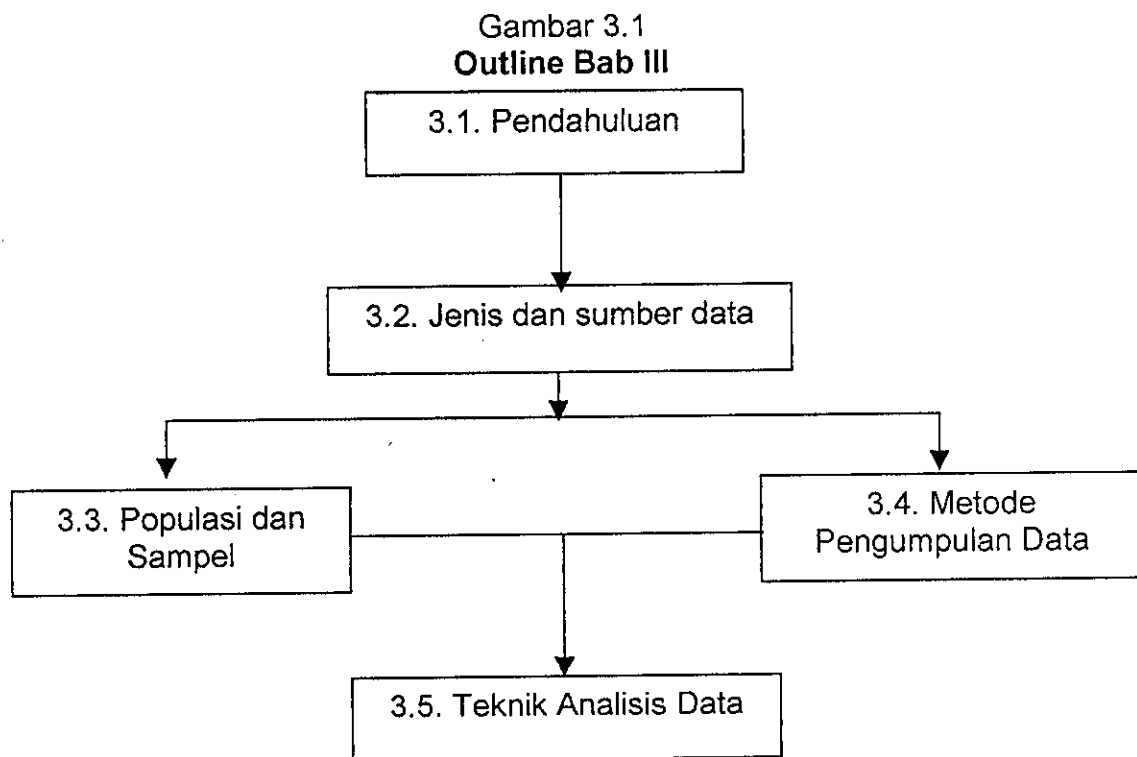 Gambar 3.1
Outline Bab III
3.1. Pendahuluan
3.2. Jenis dan sumber data
3.3. Populasi dan
Sampel
3.4. Metode
Pengumpulan Data
3.5. Teknik Analisis Data